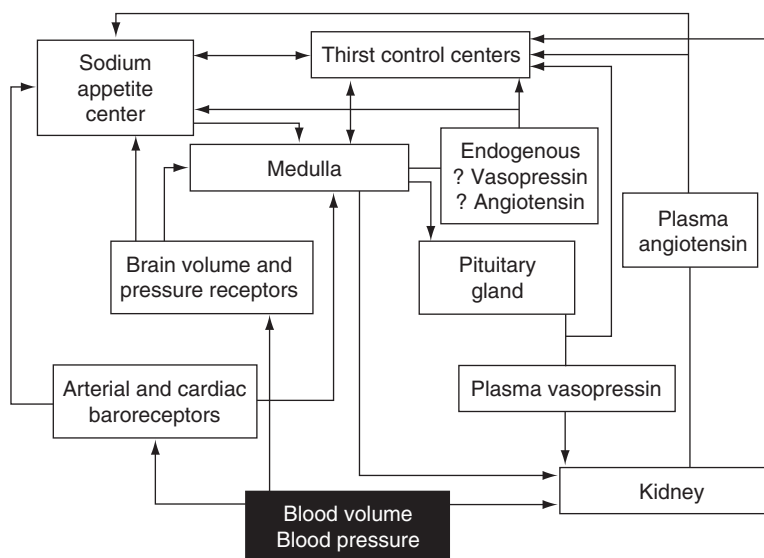 Sodium
appetite
center
Thirst control centers
Medulla
Endogenous
? Vasopressin
? Angiotensin
Plasma
angiotensin
Brain volume and
pressure receptors
Pituitary
gland
Arterial and cardiac
baroreceptors
Plasma vasopressin
Kidney
Blood volume
Blood pressure